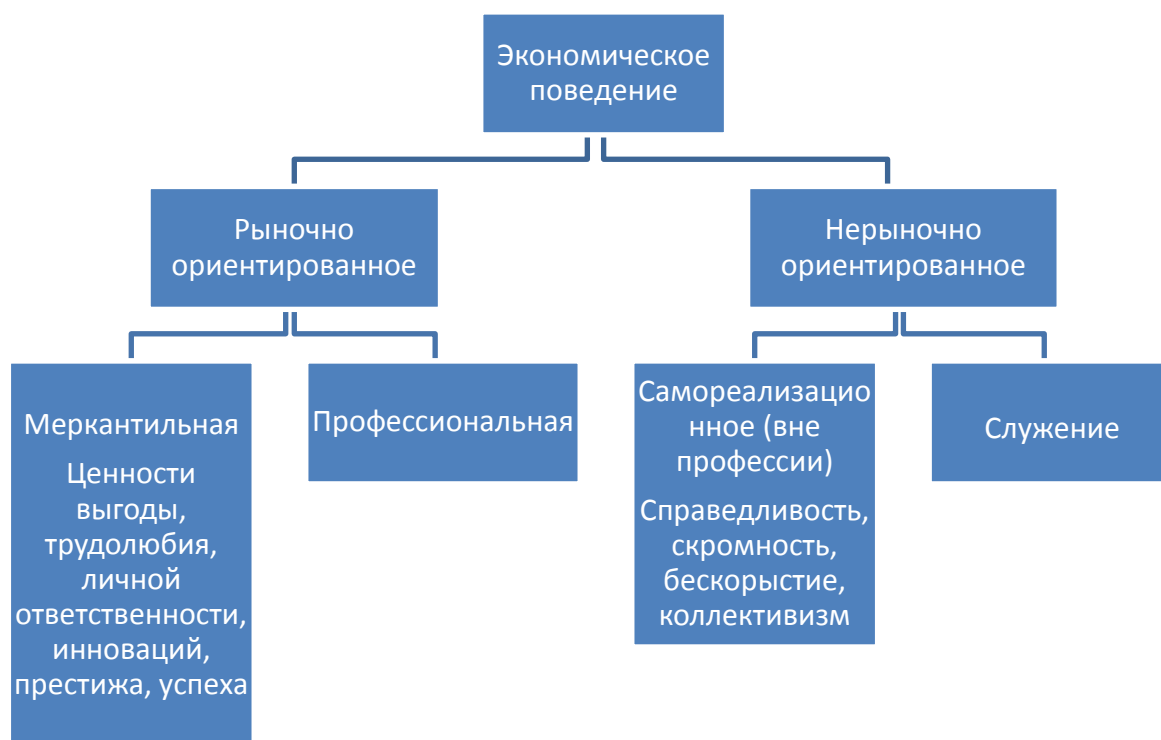 Экономическое
поведение
Рыночно
ориентированное
Нерыночно
ориентированное
Меркантильная
Ценности
выгоды,
трудолюбия,
личной
ответственности,
инноваций,
престижа, успеха
Профессиональная
Самореализацио
нное (вне
профессии)
Справедливость,
скромность,
бескорыстие,
коллективизм
Служение